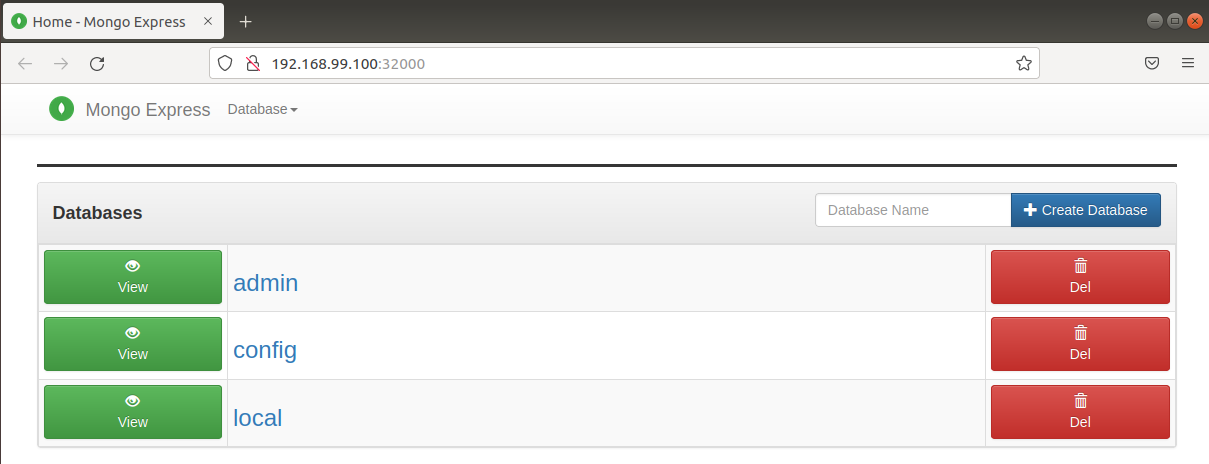 Home - Mongo Express
192.168.99.100:32000
Mongo Express Database
Databases
Database Name
Create Database
View
admin
Del
View
config
Del
View
local
Del